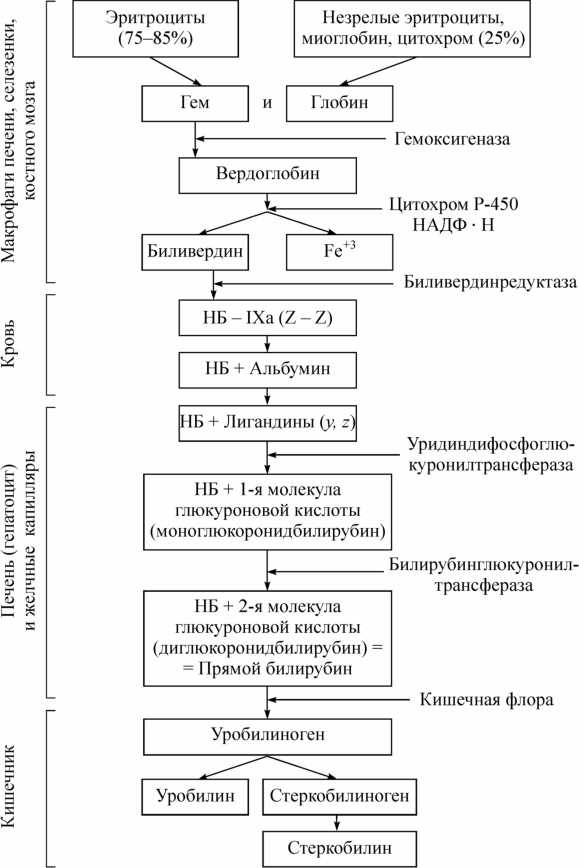 Эритроциты
(75–85%)
Незрелые эритроциты,
миоглобин, цитохром (25%)
Гем
и
Глобин
Гемоксигеназа
Вердоглобин
Цитохром Р-450
НАДФ · Н
Биливердин
Fe+3
Биливердинредуктаза
Макрофаги печени, селезенки,
костного мозга
НБ – IXa (Z – Z)
НБ + Альбумин
Кровь
НБ + Лигандины (y, z)
Уридиндифосфоглю-
куронилтрансфераза
НБ + 1-я молекула
глюкуроновой кислоты
(моноглюкоронидбилирубин)
Билирубинглюкуронил-
трансфераза
НБ + 2-я молекула
глюкуроновой кислоты
(диглюкоронидбилирубин) =
= Прямой билирубин
Печень (гепатоцит)
и желчные капилляры
Кишечная флора
Уробилиноген
Уробилин
Стеркобилиноген
Стеркобилин
Кишечник